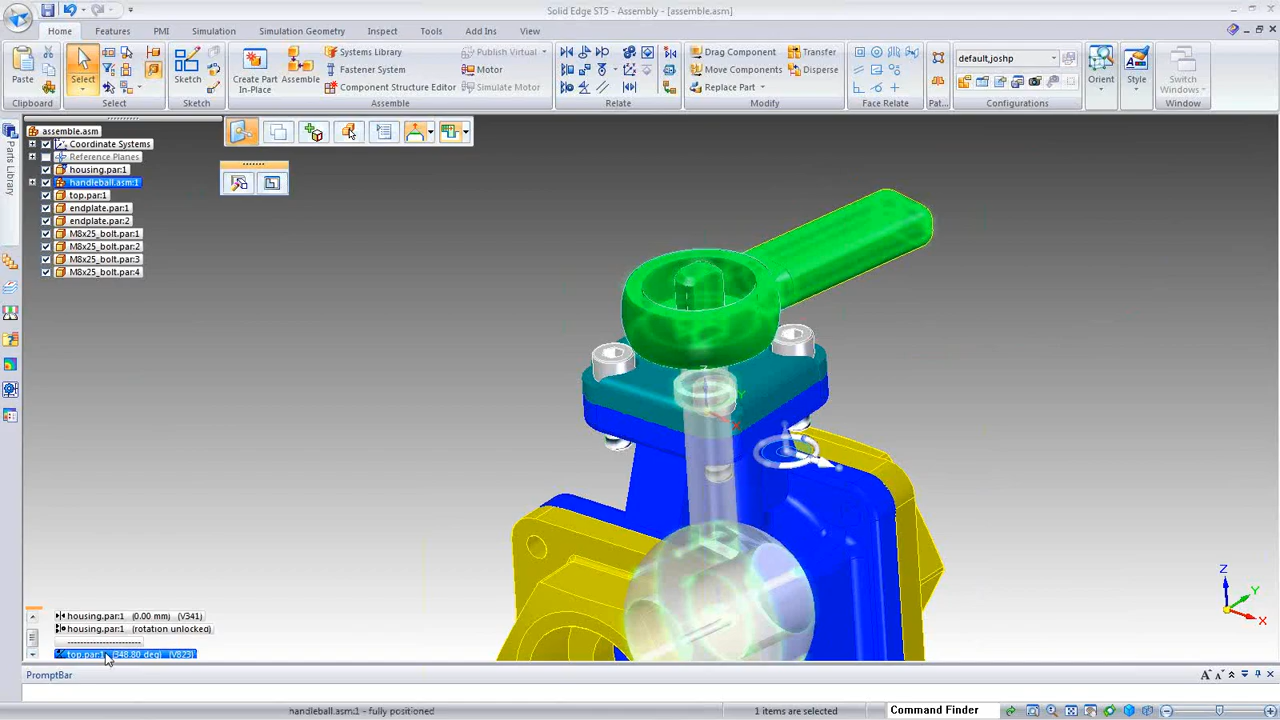 Solid Edge ST5 - Assembly - [assemble.asm]
Home
Features
PMI
Simulation
Simulation Geometry
Inspect
Tools
Add Ins
View
Paste
Select
Sketch
Create Part
In-Place
Assemble
Systems Library
Fastener System
Component Structure Editor
Publish Virtual
Motor
Simulate Motor
Drag Component
Move Components
Replace Part
Transfer
Disperse
default,joshp
Orient
Style
Switch
Windows
Clipboard
Select
Sketch
Assemble
Relate
Modify
Face Relate
Pat...
Configurations
Window
Parts Library
assemble.asm
Coordinate Systems
Reference Planes
housing.par:1
handleball.asm:1
top.par:1
endplate.par:1
endplate.par:2
M8x25_bolt.par:1
M8x25_bolt.par:2
M8x25_bolt.par:3
M8x25_bolt.par:4
Z
Y
X
housing.par:1 (0.00 mm) (V341)
housing.par:1 (rotation unlocked)
top.par:1 (348.80 deg) (V823)
Z
Y
X
PromptBar
handleball.asm:1 - fully positioned
1 items are selected
Command Finder